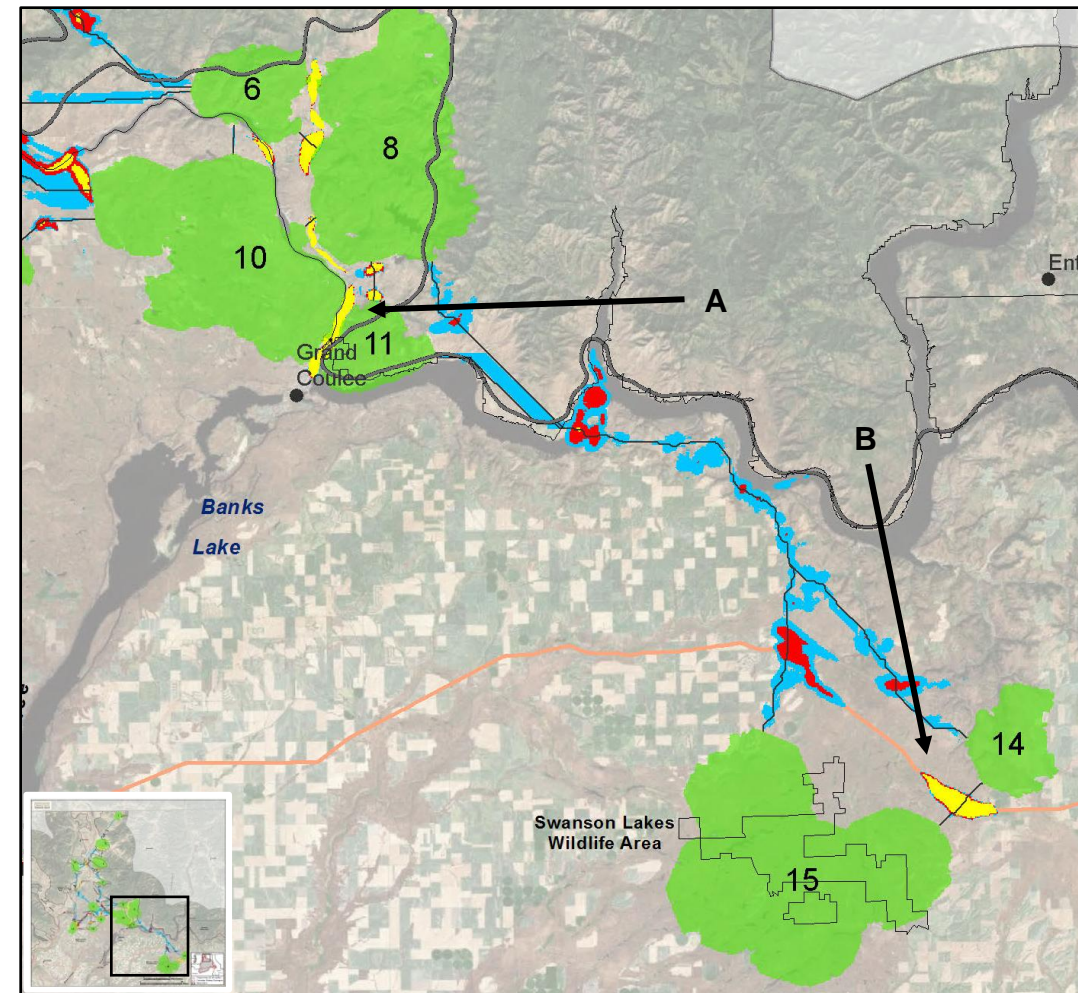 6
8
10
A
Ent
11
Grand
Coulee
B
Banks
Lake
14
Swanson Lakes
Wildlife Area
15